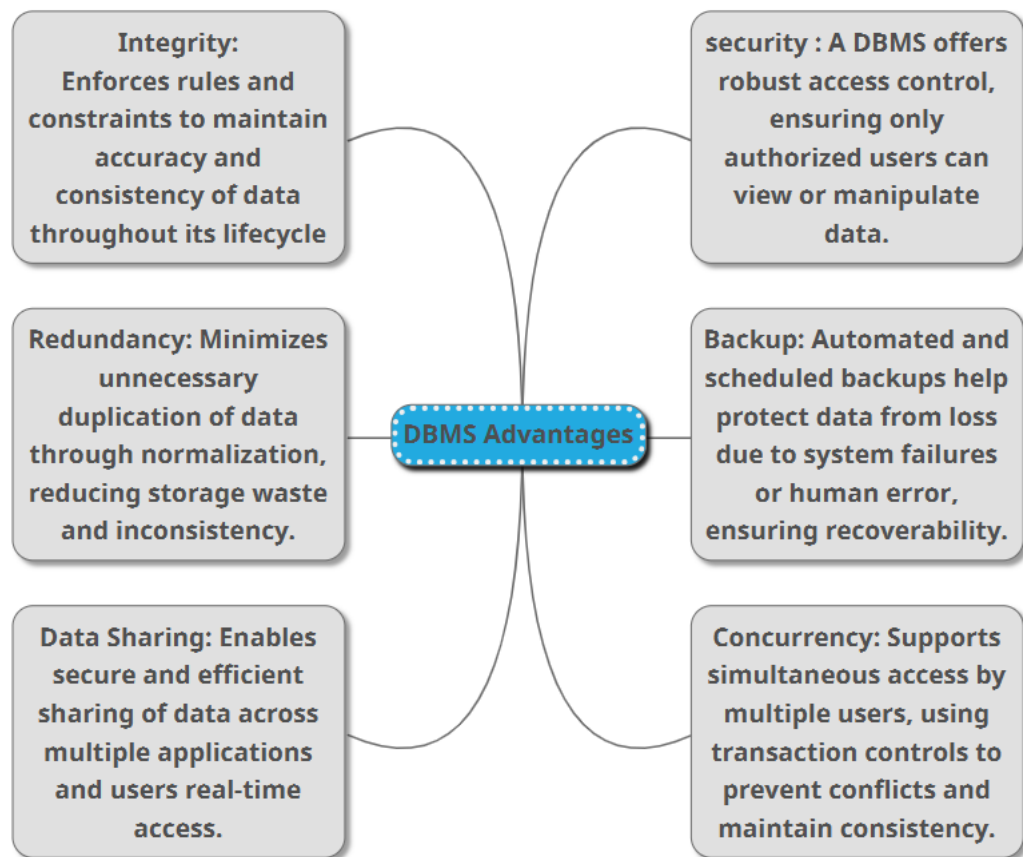 Integrity:
Enforces rules and
constraints to maintain
accuracy and
consistency of data
throughout its lifecycle
security : A DBMS offers
robust access control,
ensuring only
authorized users can
view or manipulate
data.
Redundancy: Minimizes
unnecessary
duplication of data
through normalization,
reducing storage waste
and inconsistency.
DBMS Advantages
Backup: Automated and
scheduled backups help
protect data from loss
due to system failures
or human error,
ensuring recoverability.
Data Sharing: Enables
secure and efficient
sharing of data across
multiple applications
and users real-time
access.
Concurrency: Supports
simultaneous access by
multiple users, using
transaction controls to
prevent conflicts and
maintain consistency.